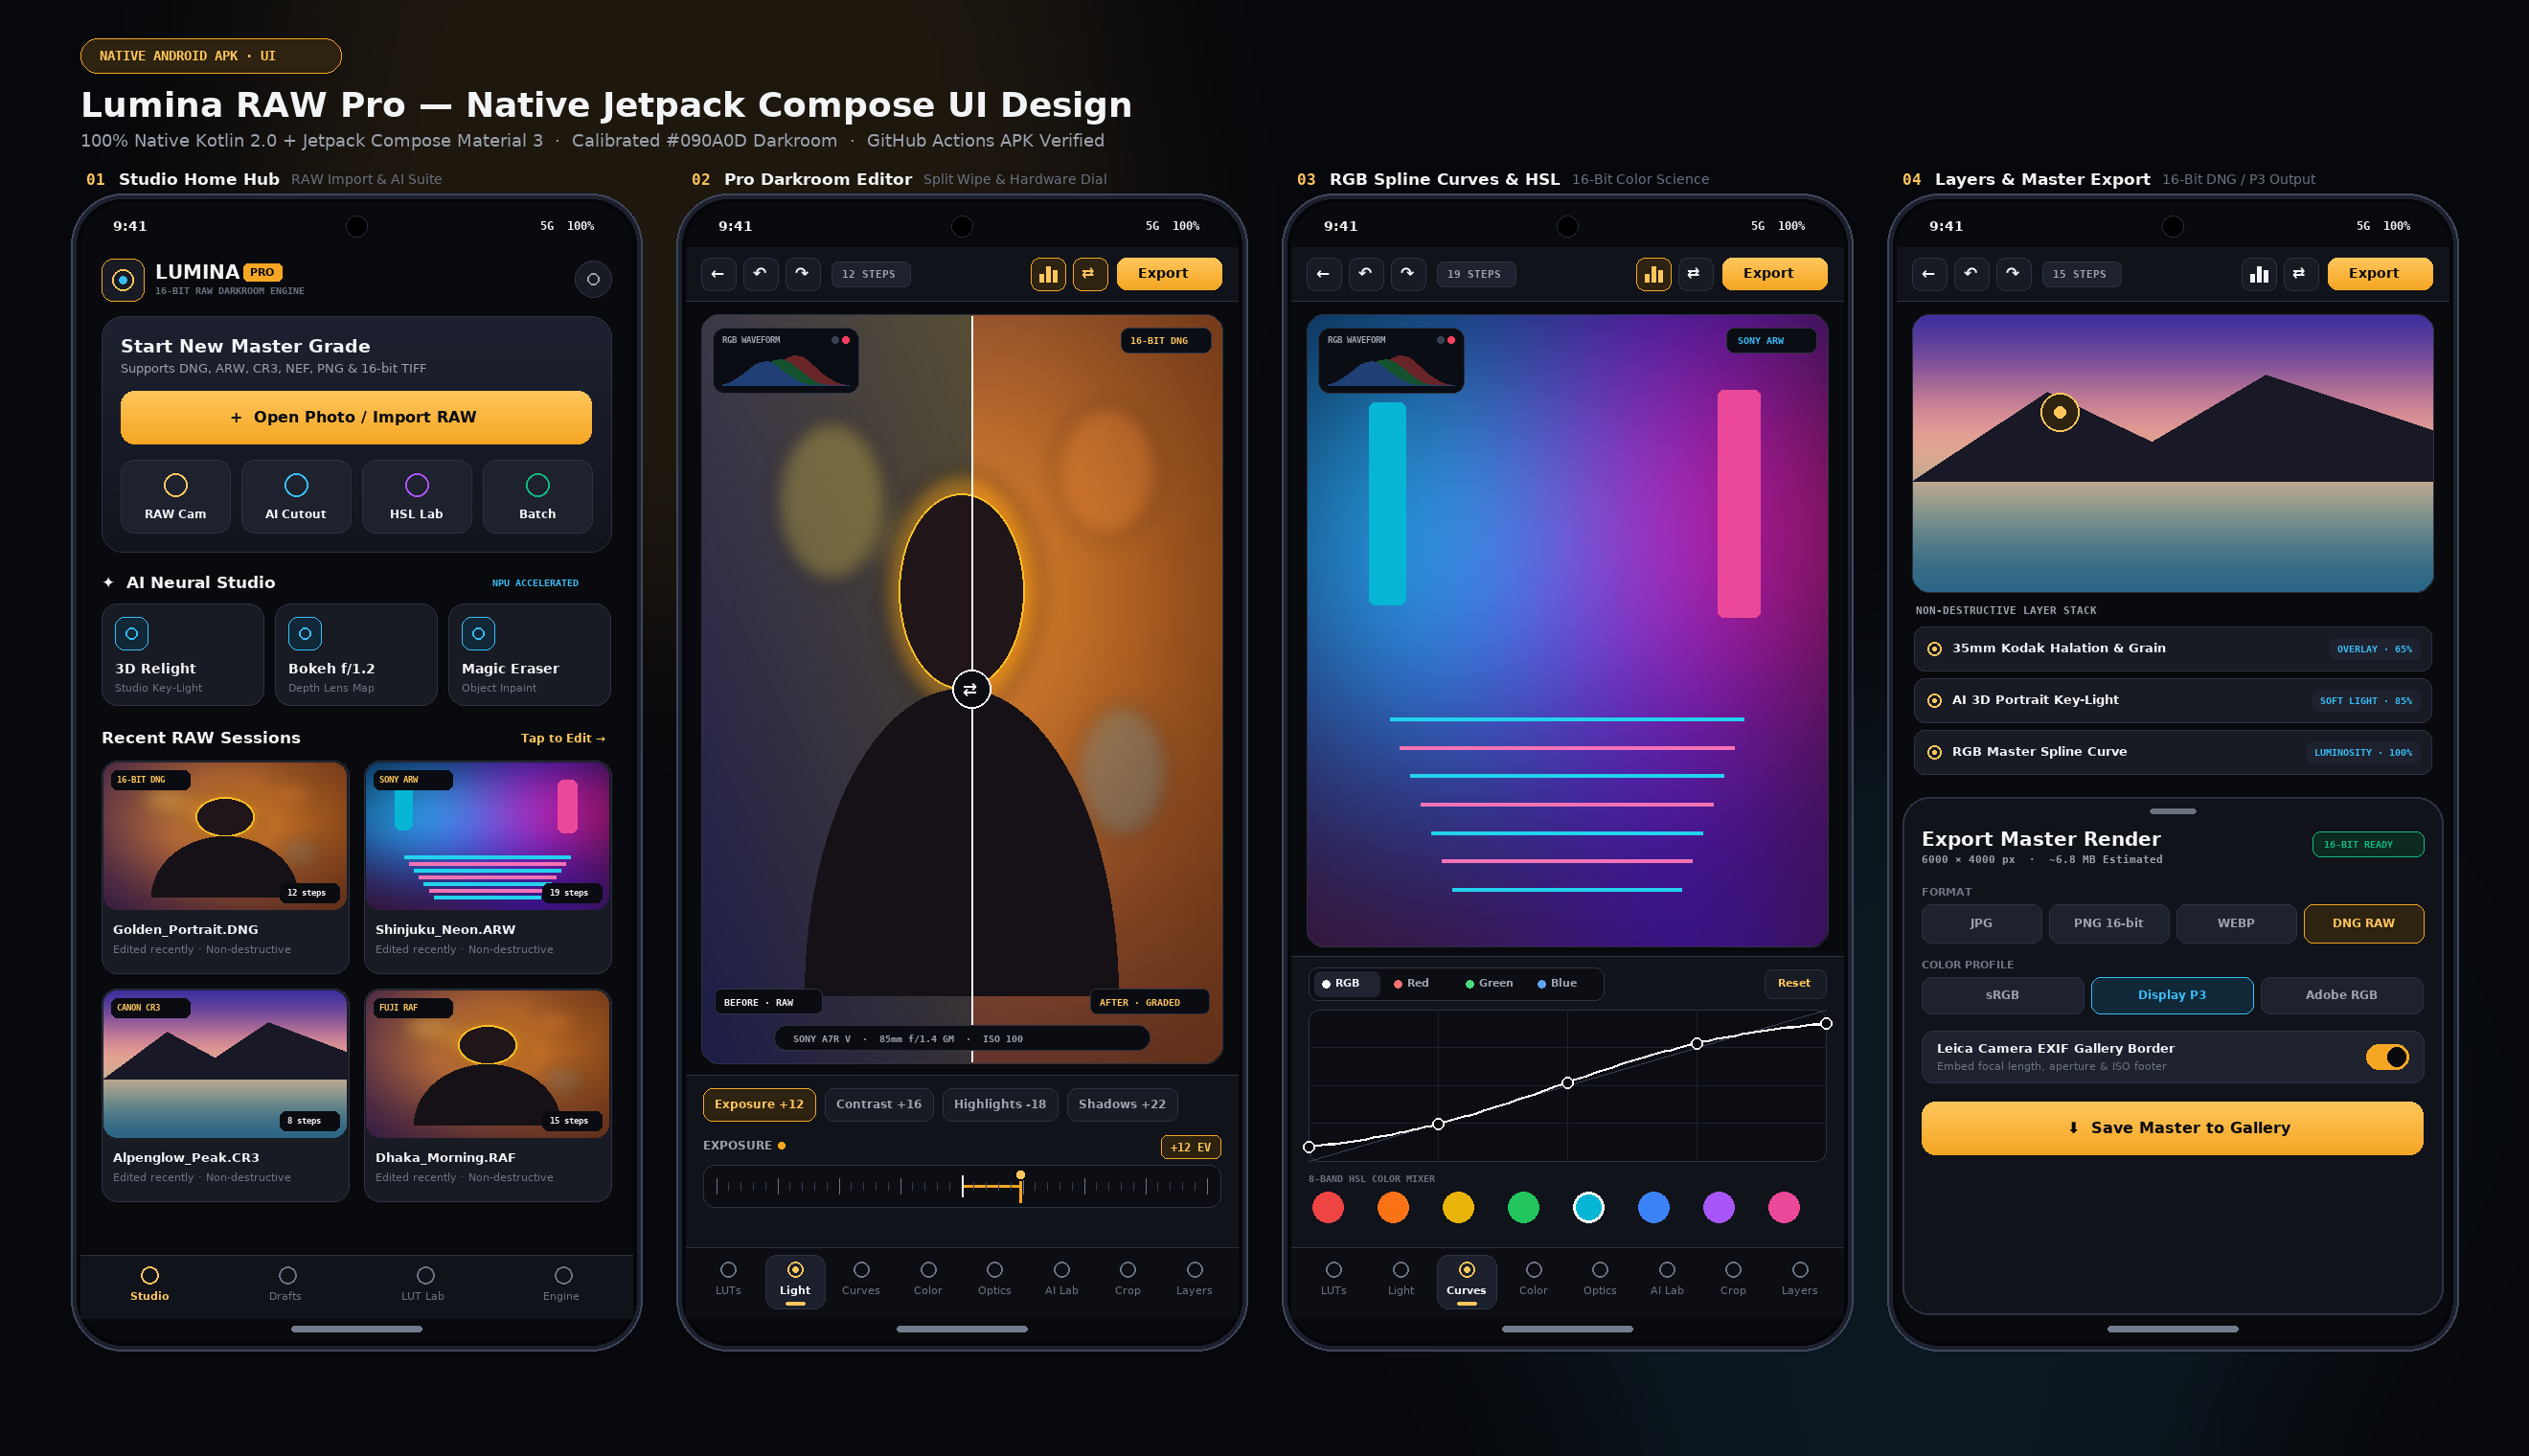 NATIVE ANDROID APK · UI
Lumina RAW Pro — Native Jetpack Compose UI Design
100% Native Kotlin 2.0 + Jetpack Compose Material 3 · Calibrated #090A0D Darkroom · GitHub Actions APK Verified
01 Studio Home Hub RAW Import & AI Suite
9:41 5G 100%
LUMINA PRO
16-BIT RAW DARKROOM ENGINE
Start New Master Grade
Supports DNG, ARW, CR3, NEF, PNG & 16-bit TIFF
+ Open Photo / Import RAW
RAW Cam AI Cutout HSL Lab Batch
✦ AI Neural Studio NPU ACCELERATED
3D Relight Bokeh f/1.2 Magic Eraser
Studio Key-Light Depth Lens Map Object Inpaint
Recent RAW Sessions Tap to Edit →
16-BIT DNG SONY ARW
12 steps 19 steps
Golden_Portrait.DNG Shinjuku_Neon.ARW
Edited recently · Non-destructive Edited recently · Non-destructive
CANON CR3 FUJI RAF
8 steps 15 steps
Alpenglow_Peak.CR3 Dhaka_Morning.RAF
Edited recently · Non-destructive Edited recently · Non-destructive
Studio Drafts LUT Lab Engine
02 Pro Darkroom Editor Split Wipe & Hardware Dial
9:41 5G 100%
← ↶ ↷ 12 STEPS ⇄ Export
RGB WAVEFORM 16-BIT DNG
⇄
BEFORE · RAW AFTER · GRADED
SONY A7R V · 85mm f/1.4 GM · ISO 100
Exposure +12 Contrast +16 Highlights -18 Shadows +22
EXPOSURE +12 EV
LUTs Light Curves Color Optics AI Lab Crop Layers
03 RGB Spline Curves & HSL 16-Bit Color Science
9:41 5G 100%
← ↶ ↷ 19 STEPS ⇄ Export
RGB WAVEFORM SONY ARW
RGB Red Green Blue Reset
8-BAND HSL COLOR MIXER
LUTs Light Curves Color Optics AI Lab Crop Layers
04 Layers & Master Export 16-Bit DNG / P3 Output
9:41 5G 100%
← ↶ ↷ 15 STEPS ⇄ Export
NON-DESTRUCTIVE LAYER STACK
35mm Kodak Halation & Grain OVERLAY · 65%
AI 3D Portrait Key-Light SOFT LIGHT · 85%
RGB Master Spline Curve LUMINOSITY · 100%
Export Master Render 16-BIT READY
6000 × 4000 px · ~6.8 MB Estimated
FORMAT
JPG PNG 16-bit WEBP DNG RAW
COLOR PROFILE
sRGB Display P3 Adobe RGB
Leica Camera EXIF Gallery Border
Embed focal length, aperture & ISO footer
⬇ Save Master to Gallery